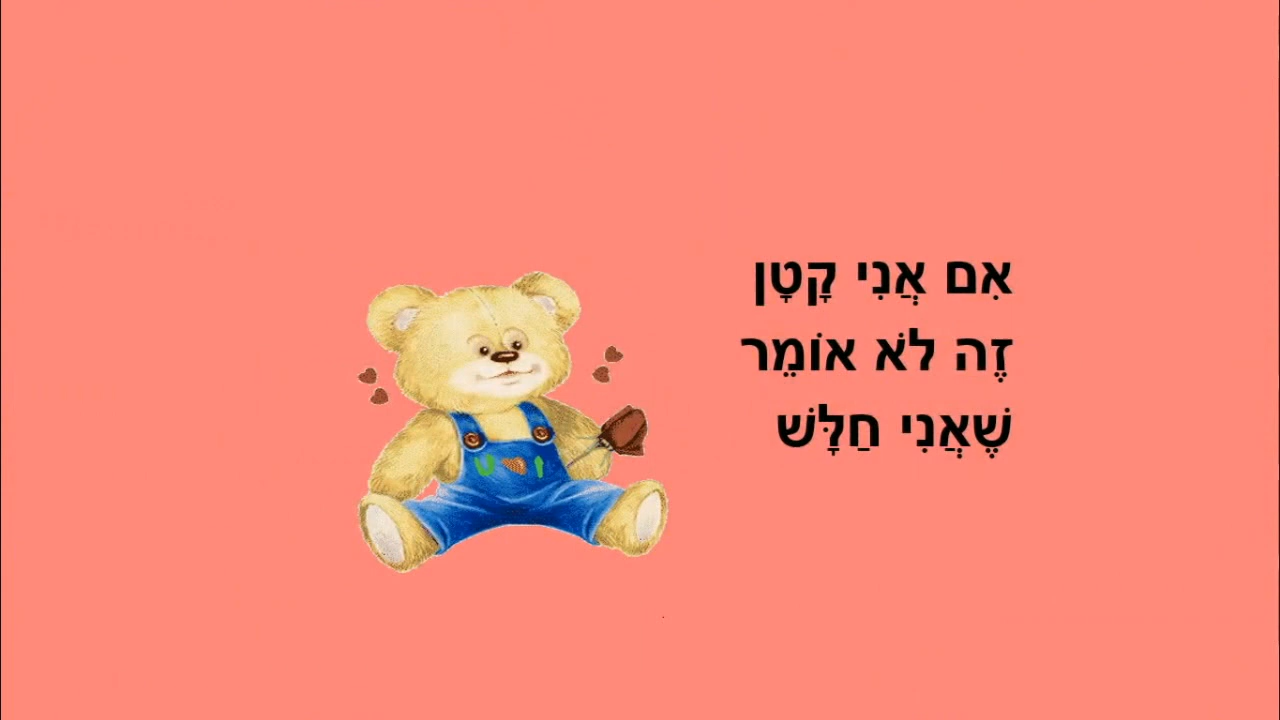 אִם אֲנִי קָטָן
זֶה לֹא אוֹמֵר
שֶׁאֲנִי חַלָּשׁ